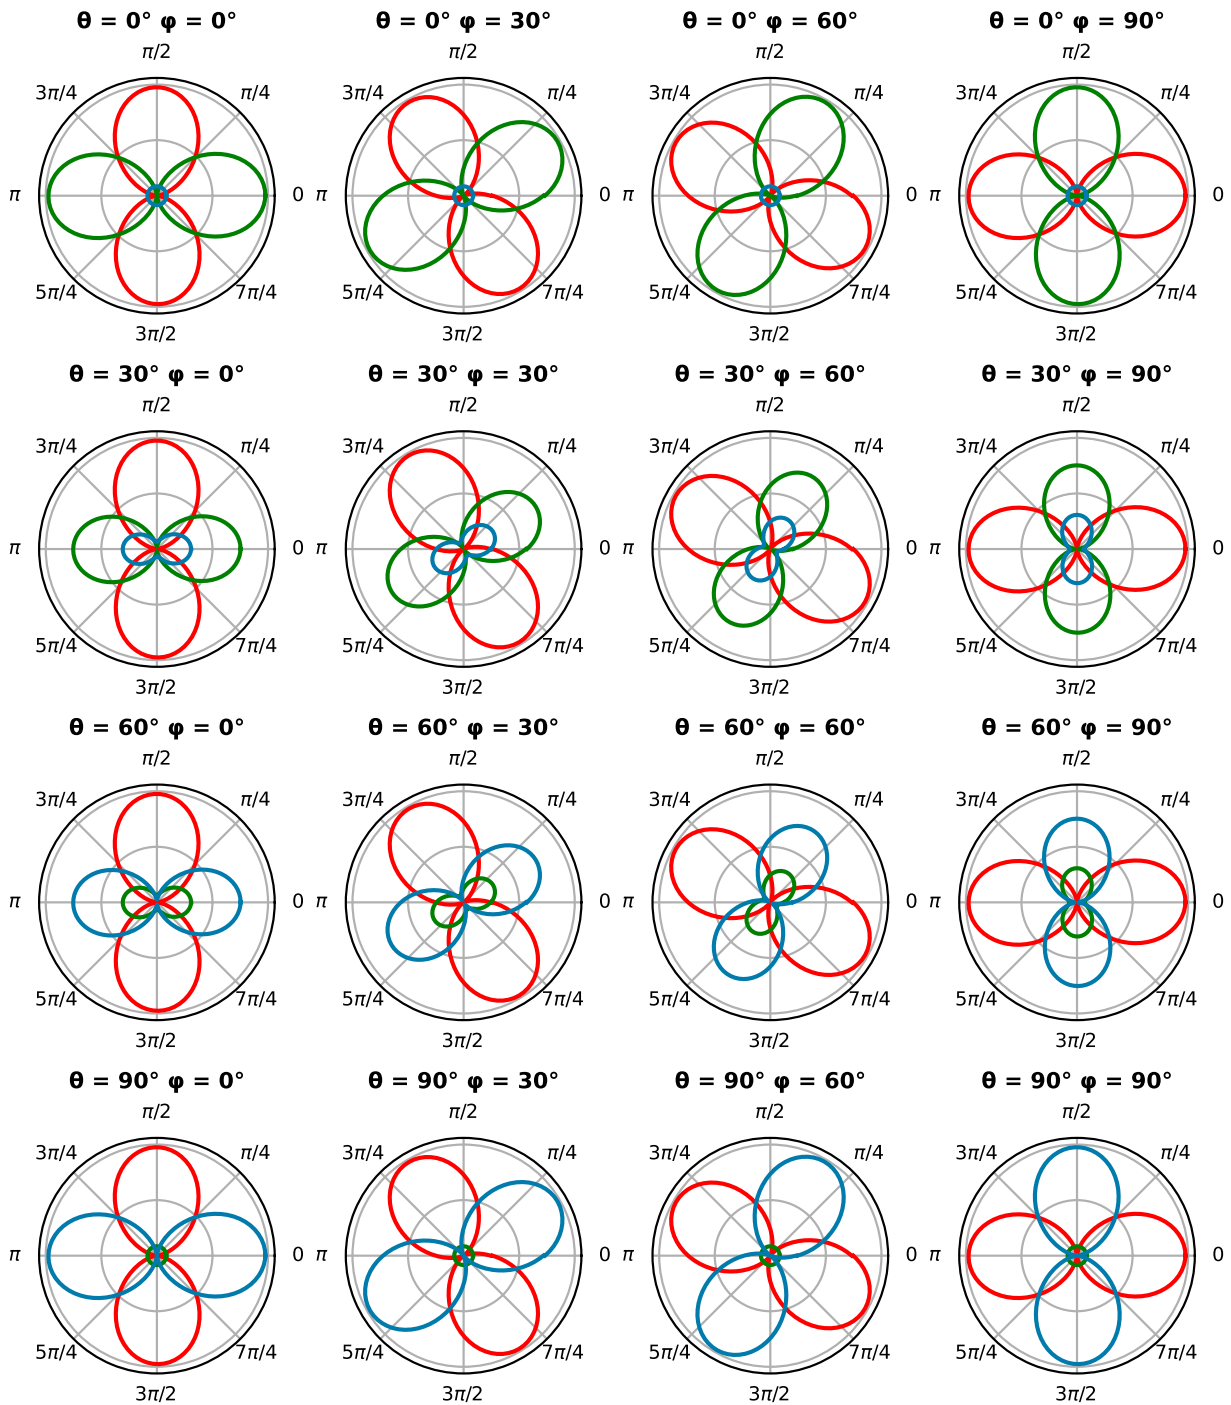 θ = 0° φ = 0°
θ = 0° φ = 30°
θ = 0° φ = 60°
θ = 0° φ = 90°
π/2
π/2
π/2
π/2
3π/4
π/4
3π/4
π/4
3π/4
π/4
3π/4
π/4
π
0
π
0
π
0
π
0
5π/4
7π/4
5π/4
7π/4
5π/4
7π/4
5π/4
7π/4
3π/2
3π/2
3π/2
3π/2
θ = 30° φ = 0°
θ = 30° φ = 30°
θ = 30° φ = 60°
θ = 30° φ = 90°
π/2
π/2
π/2
π/2
3π/4
π/4
3π/4
π/4
3π/4
π/4
3π/4
π/4
π
0
π
0
π
0
π
0
5π/4
7π/4
5π/4
7π/4
5π/4
7π/4
5π/4
7π/4
3π/2
3π/2
3π/2
3π/2
θ = 60° φ = 0°
θ = 60° φ = 30°
θ = 60° φ = 60°
θ = 60° φ = 90°
π/2
π/2
π/2
π/2
3π/4
π/4
3π/4
π/4
3π/4
π/4
3π/4
π/4
π
0
π
0
π
0
π
0
5π/4
7π/4
5π/4
7π/4
5π/4
7π/4
5π/4
7π/4
3π/2
3π/2
3π/2
3π/2
θ = 90° φ = 0°
θ = 90° φ = 30°
θ = 90° φ = 60°
θ = 90° φ = 90°
π/2
π/2
π/2
π/2
3π/4
π/4
3π/4
π/4
3π/4
π/4
3π/4
π/4
π
0
π
0
π
0
π
0
5π/4
7π/4
5π/4
7π/4
5π/4
7π/4
5π/4
7π/4
3π/2
3π/2
3π/2
3π/2